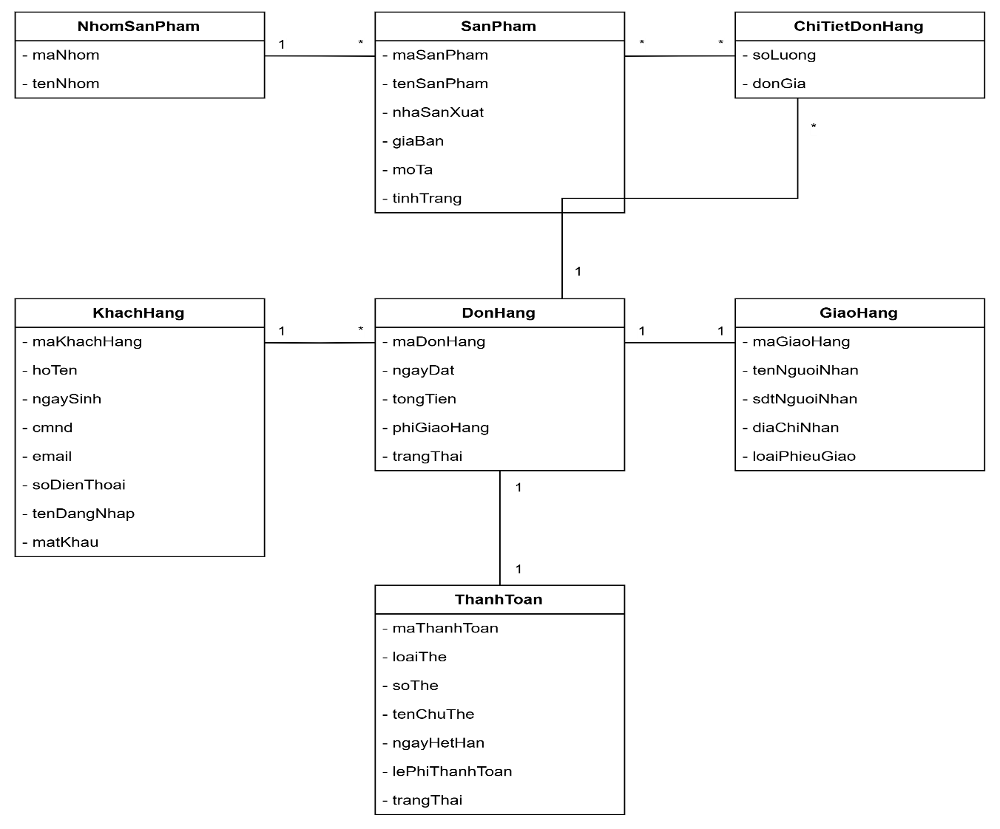 NhomSanPham
- maNhom
- tenNhom
1
*
SanPham
- maSanPham
- tenSanPham
- nhaSanXuat
- giaBan
- moTa
- tinhTrang
*
*
ChiTietDonHang
- soLuong
- donGia
*
1
KhachHang
- maKhachHang
- hoTen
- ngaySinh
- cmnd
- email
- soDienThoai
- tenDangNhap
- matKhau
1
*
DonHang
- maDonHang
- ngayDat
- tongTien
- phiGiaoHang
- trangThai
1
1
GiaoHang
- maGiaoHang
- tenNguoiNhan
- sdtNguoiNhan
- diaChiNhan
- loaiPhieuGiao
1
1
ThanhToan
- maThanhToan
- loaiThe
- soThe
- tenChuThe
- ngayHetHan
- lePhiThanhToan
- trangThai